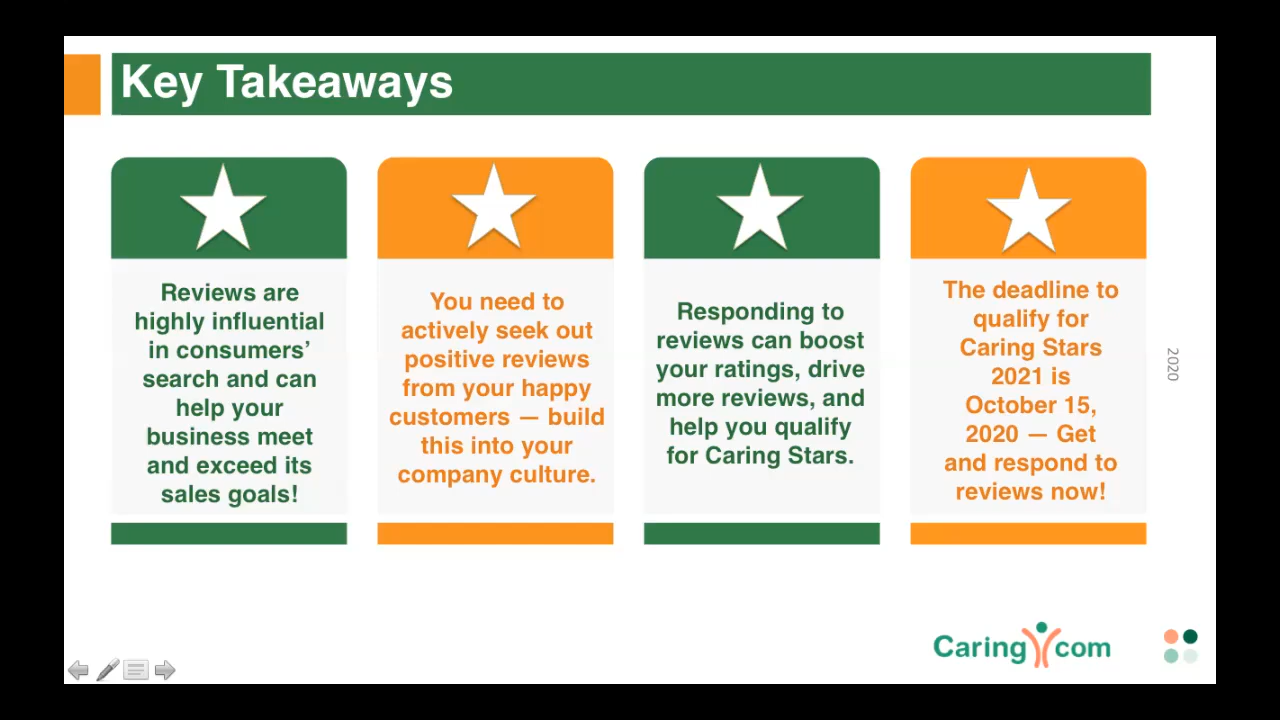 Key Takeaways
Reviews are
highly influential
in consumers’
search and can
help your
business meet
and exceed its
sales goals!
You need to
actively seek out
positive reviews
from your happy
customers — build
this into your
company culture.
Responding to
reviews can boost
your ratings, drive
more reviews, and
help you qualify
for Caring Stars.
The deadline to
qualify for
Caring Stars
2021 is
October 15,
2020 — Get
and respond to
reviews now!
2020
Caring com